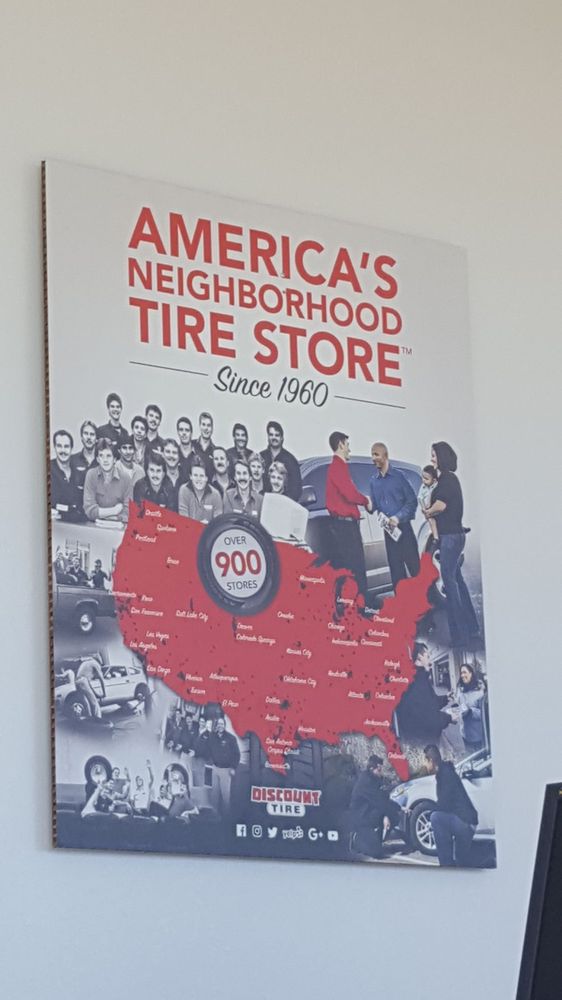 AMERICA'S
NEIGHBORHOOD
TIRE STORE™
Since 1960
OVER
900
STORES
Seattle
Spokane
Portland
Boise
Minneapolis
Sacramento
Reno
San Francisco
Salt Lake City
Denver
Colorado Springs
Omaha
Lansing
Detroit
Cleveland
Chicago
Columbus
Indianapolis
Cincinnati
Las Vegas
Los Angeles
Kansas City
Raleigh
San Diego
Phoenix
Albuquerque
Oklahoma City
Nashville
Charlotte
Tucson
El Paso
Dallas
Atlanta
Columbia
Austin
Houston
Jacksonville
San Antonio
Corpus Christi
Brownsville
Orlando
DISCOUNT
TIRE
yelp
G+